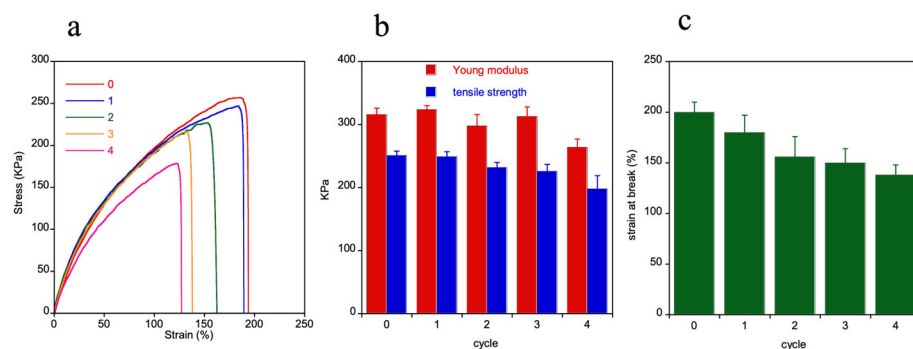 a
300
250
200
150
100
50
0
Stress (KPa)
0
1
2
3
4
0 50 100 150 200 250
Strain (%)
b
400
300
200
100
0
KPa
Young modulus
tensile strength
0 1 2 3 4
cycle
c
250
200
150
100
50
0
strain at break (%)
0 1 2 3 4
cycle